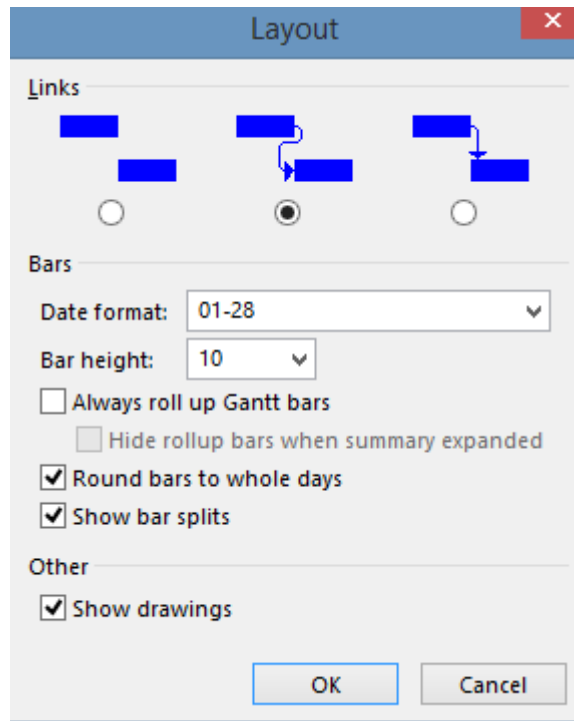 Layout
Links
Bars
Date format: 01-28
Bar height: 10
Always roll up Gantt bars
Hide rollup bars when summary expanded
Round bars to whole days
Show bar splits
Other
Show drawings
OK Cancel